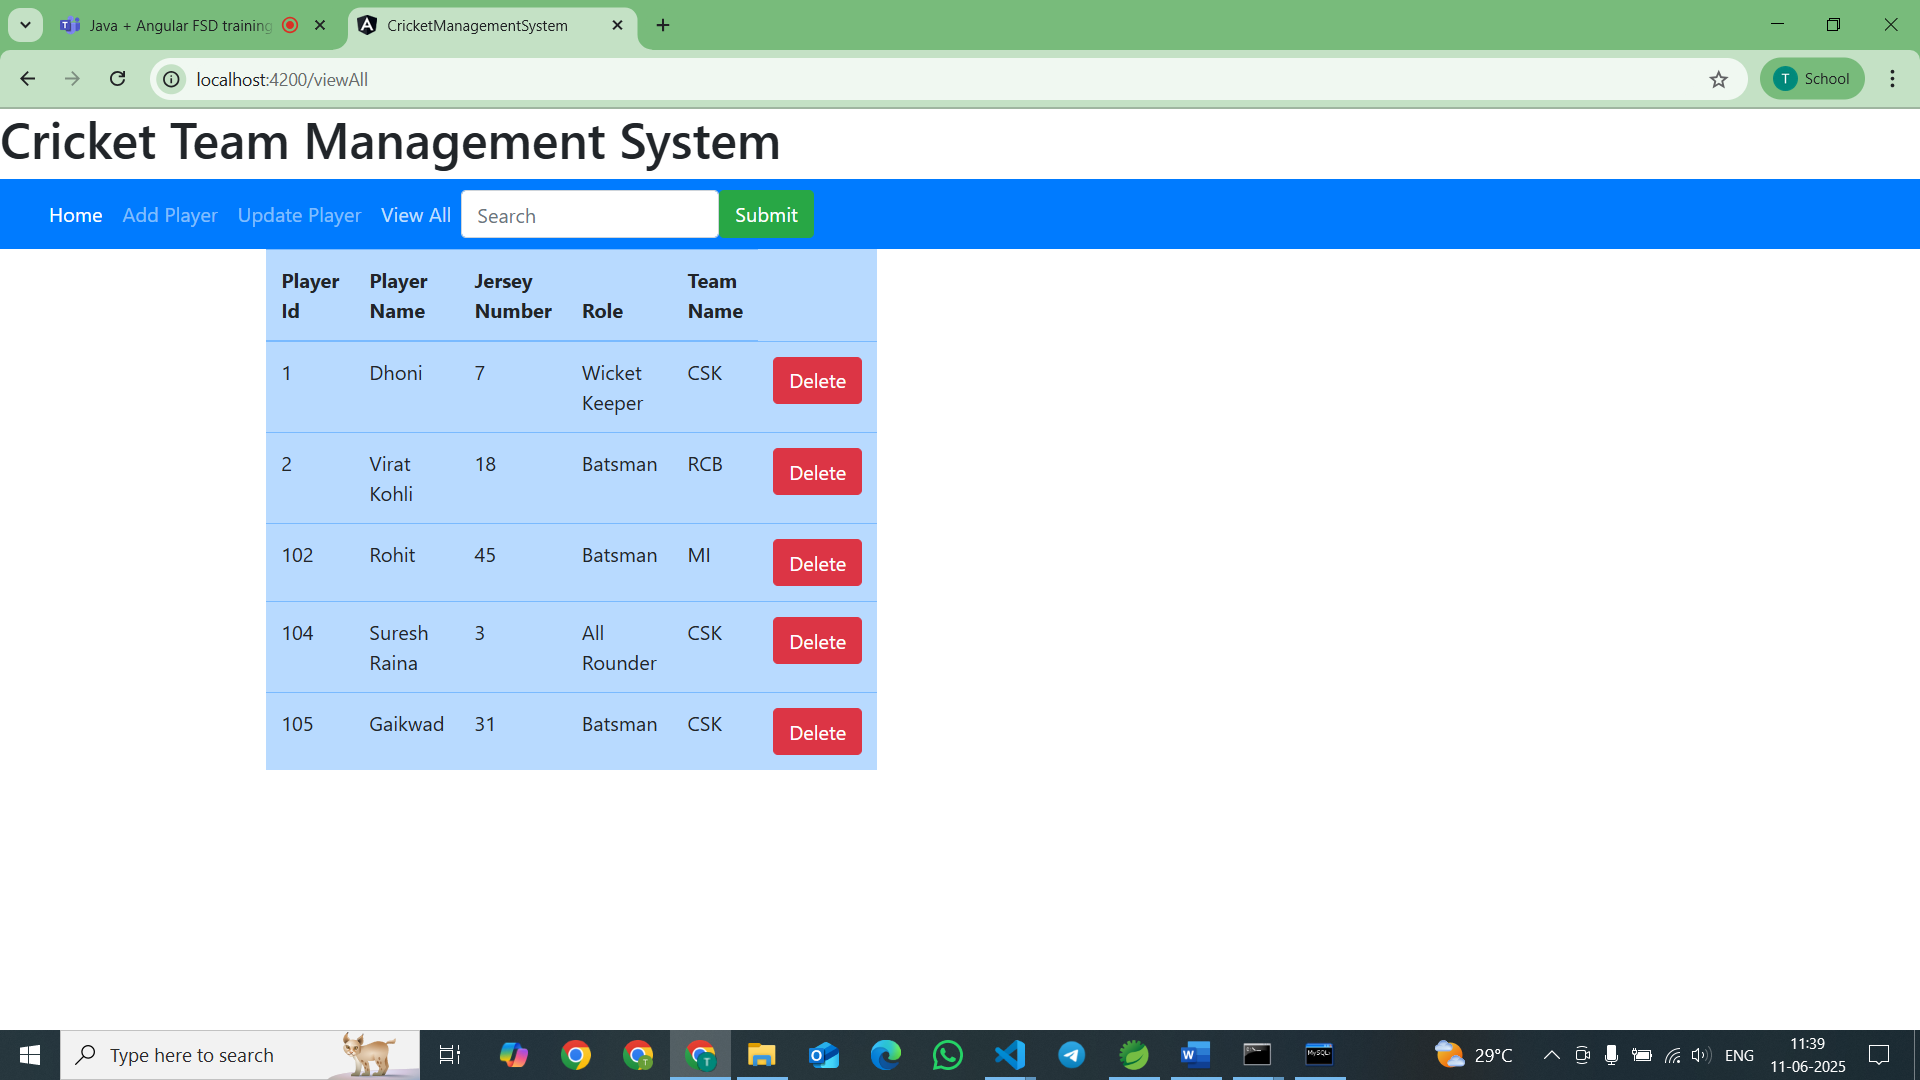 Java + Angular FSD training
CricketManagementSystem
localhost:4200/viewAll
T School
Cricket Team Management System
Home Add Player Update Player View All Search Submit
Player Id Player Name Jersey Number Role Team Name
1 Dhoni 7 Wicket Keeper CSK Delete
2 Virat Kohli 18 Batsman RCB Delete
102 Rohit 45 Batsman MI Delete
104 Suresh Raina 3 All Rounder CSK Delete
105 Gaikwad 31 Batsman CSK Delete
Type here to search 29°C ENG 11:39
11-06-2025